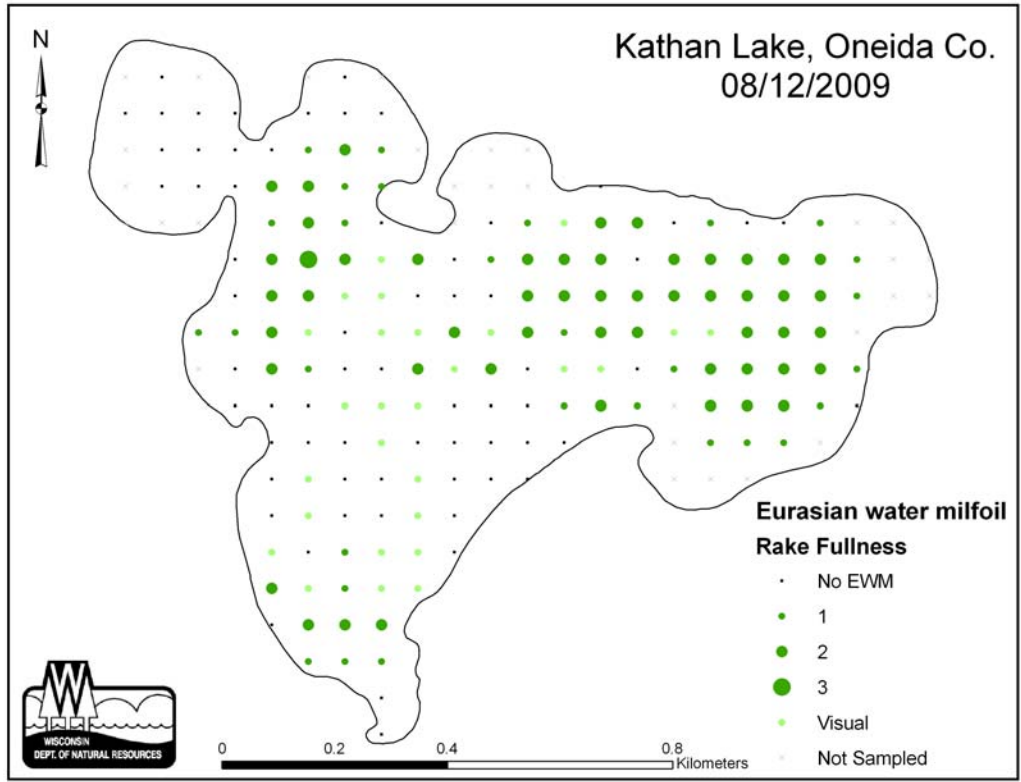 N
Kathan Lake, Oneida Co.
08/12/2009
Eurasian water milfoil
Rake Fullness
No EWM
1
2
3
Visual
Not Sampled
W
WISCONSIN
DEPT. OF NATURAL RESOURCES
0 0.2 0.4 0.8
Kilometers